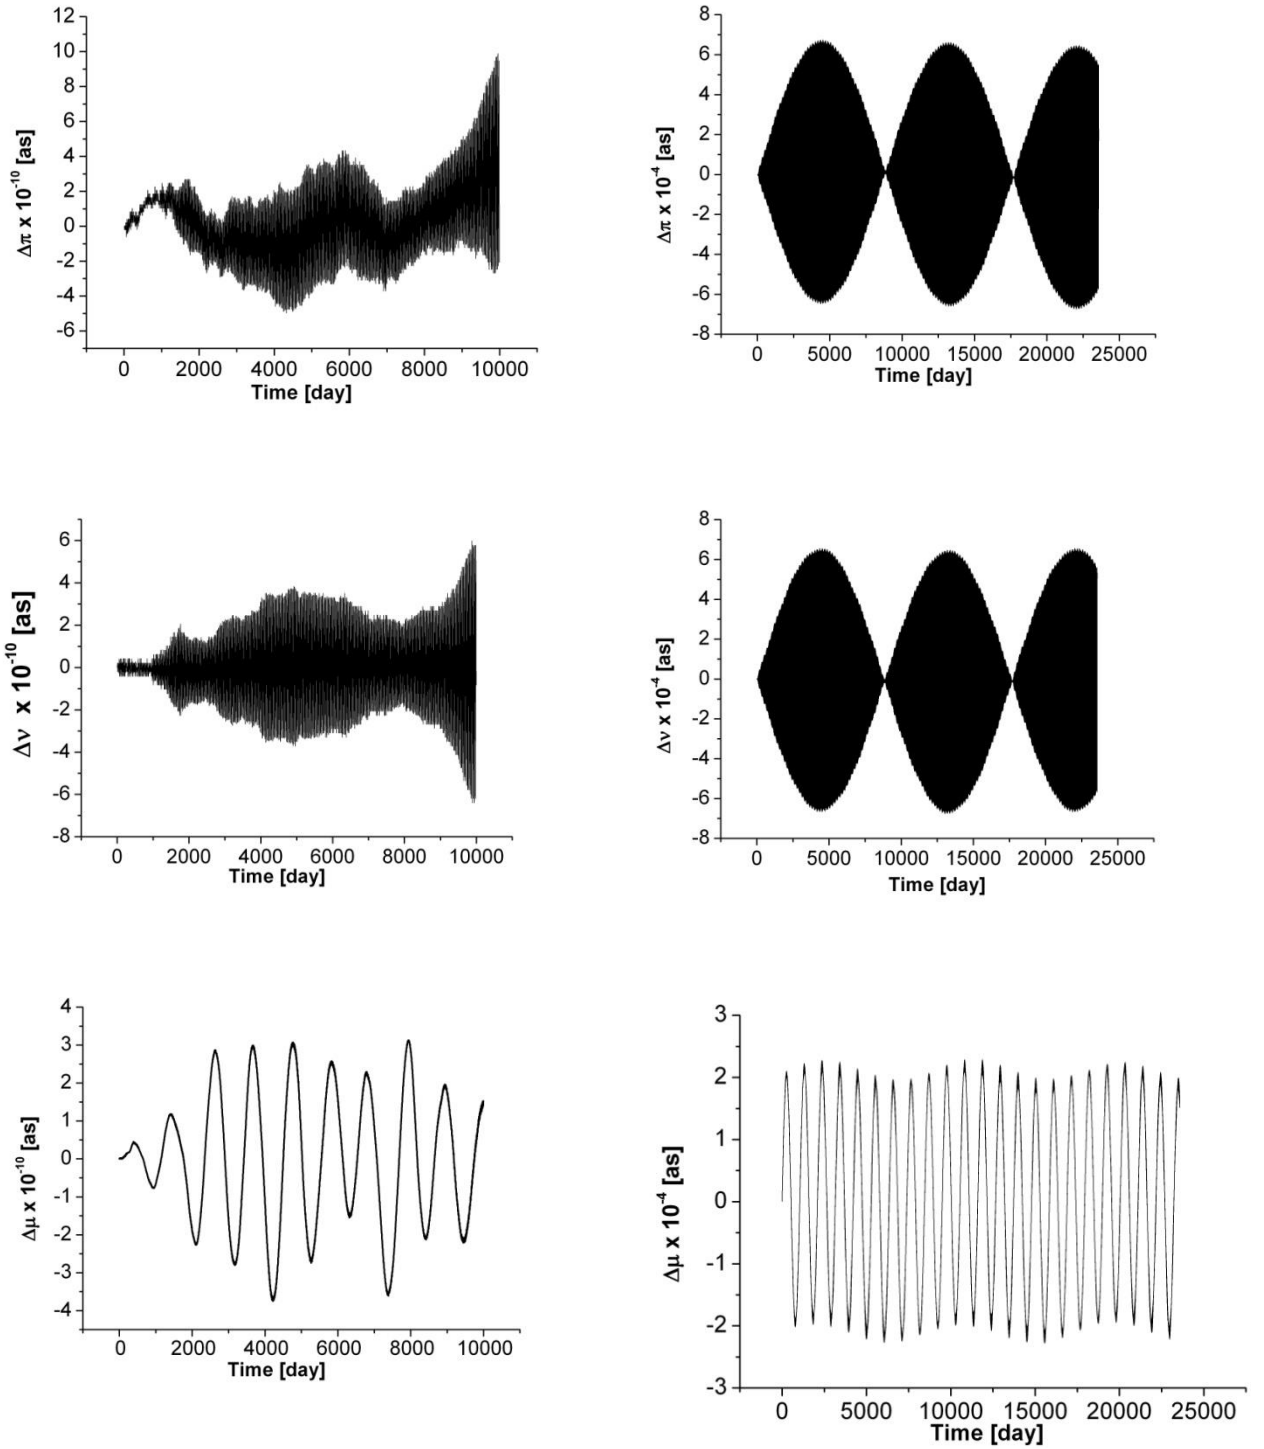 12
10
8
6
4
2
0
-2
-4
-6
Δπ x 10⁻¹⁰ [as]
0 2000 4000 6000 8000 10000
Time [day]
8
6
4
2
0
-2
-4
-6
-8
Δπ x 10⁻⁴ [as]
0 5000 10000 15000 20000 25000
Time [day]
6
4
2
0
-2
-4
-6
-8
Δν x 10⁻¹⁰ [as]
0 2000 4000 6000 8000 10000
Time [day]
8
6
4
2
0
-2
-4
-6
-8
Δν x 10⁻⁴ [as]
0 5000 10000 15000 20000 25000
Time [day]
4
3
2
1
0
-1
-2
-3
-4
Δμ x 10⁻¹⁰ [as]
0 2000 4000 6000 8000 10000
Time [day]
3
2
1
0
-1
-2
-3
Δμ x 10⁻⁴ [as]
0 5000 10000 15000 20000 25000
Time [day]